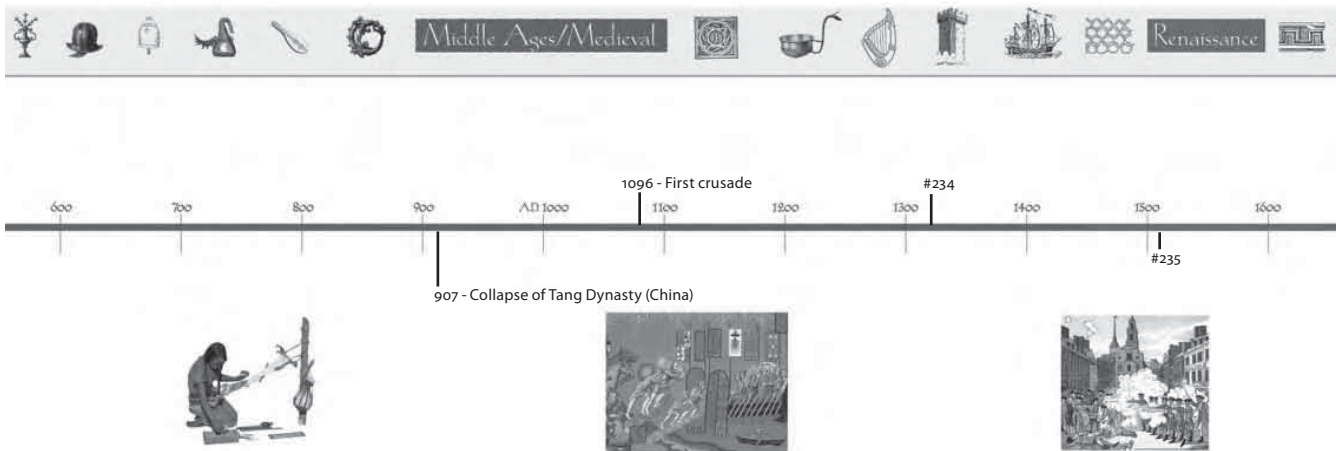 Middle Ages/Medieval Renaissance
1096 - First crusade #234
600 700 800 900 A.D. 1000 1100 1200 1300 1400 1500 1600
#235
907 - Collapse of Tang Dynasty (China)